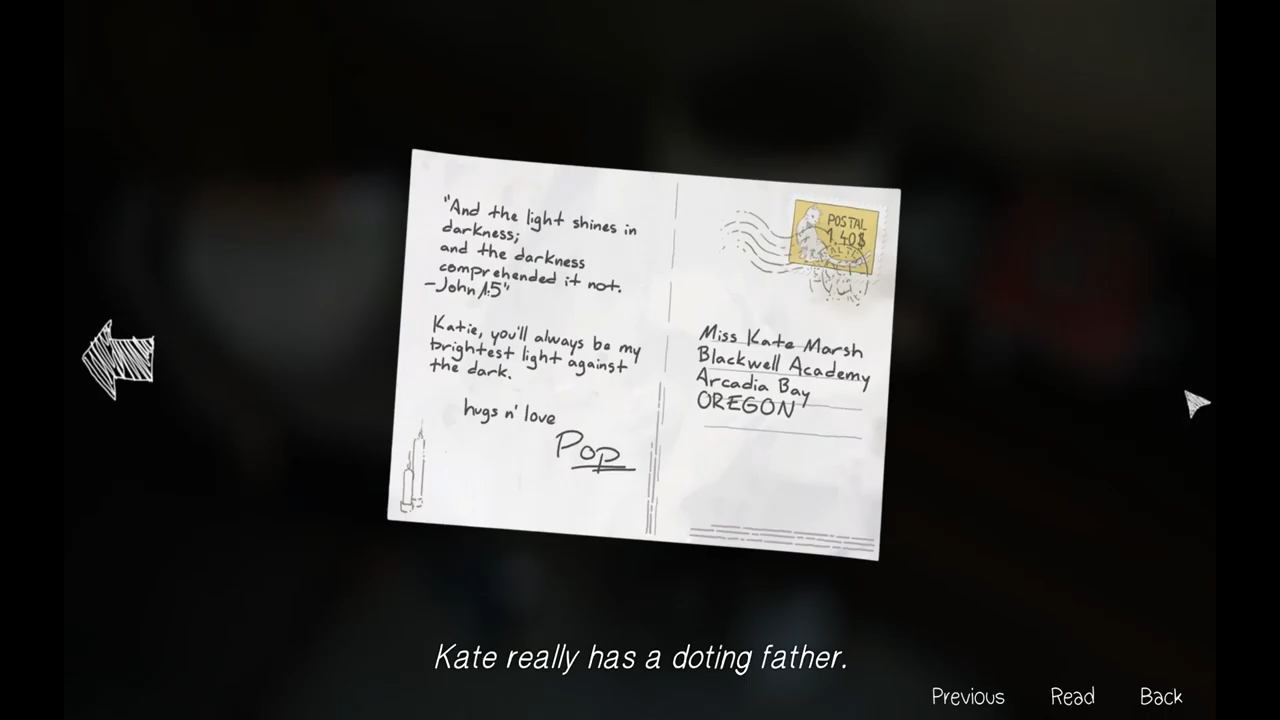 "And the light shines in
darkness;
and the darkness
comprehended it not.
-John 1:5"
Katie, you'll always be my
brightest light against
the dark.
hugs n' love
Pop
POSTAL
1.40$
Miss Kate Marsh
Blackwell Academy
Arcadia Bay
OREGON
Kate really has a doting father.
Previous
Read
Back